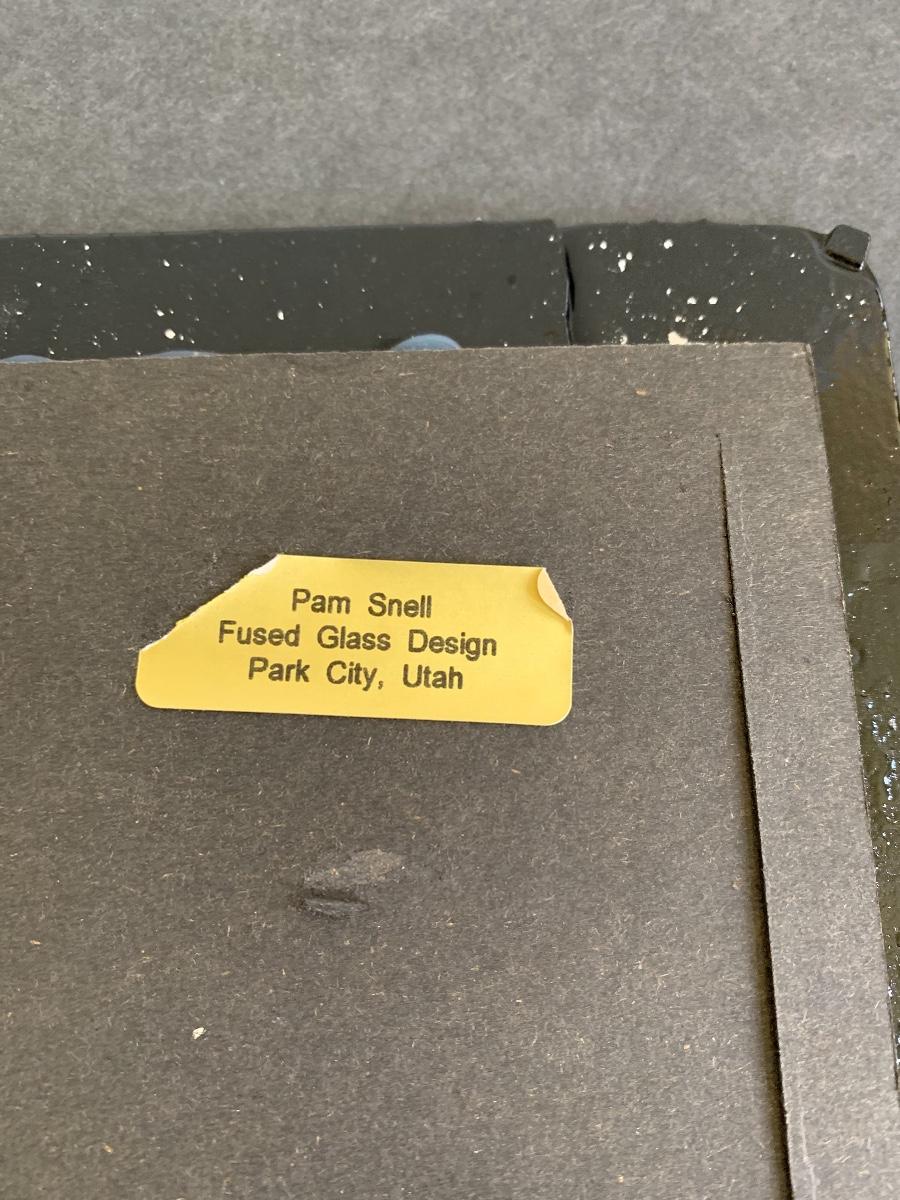 Pam Snell
Fused Glass Design
Park City, Utah